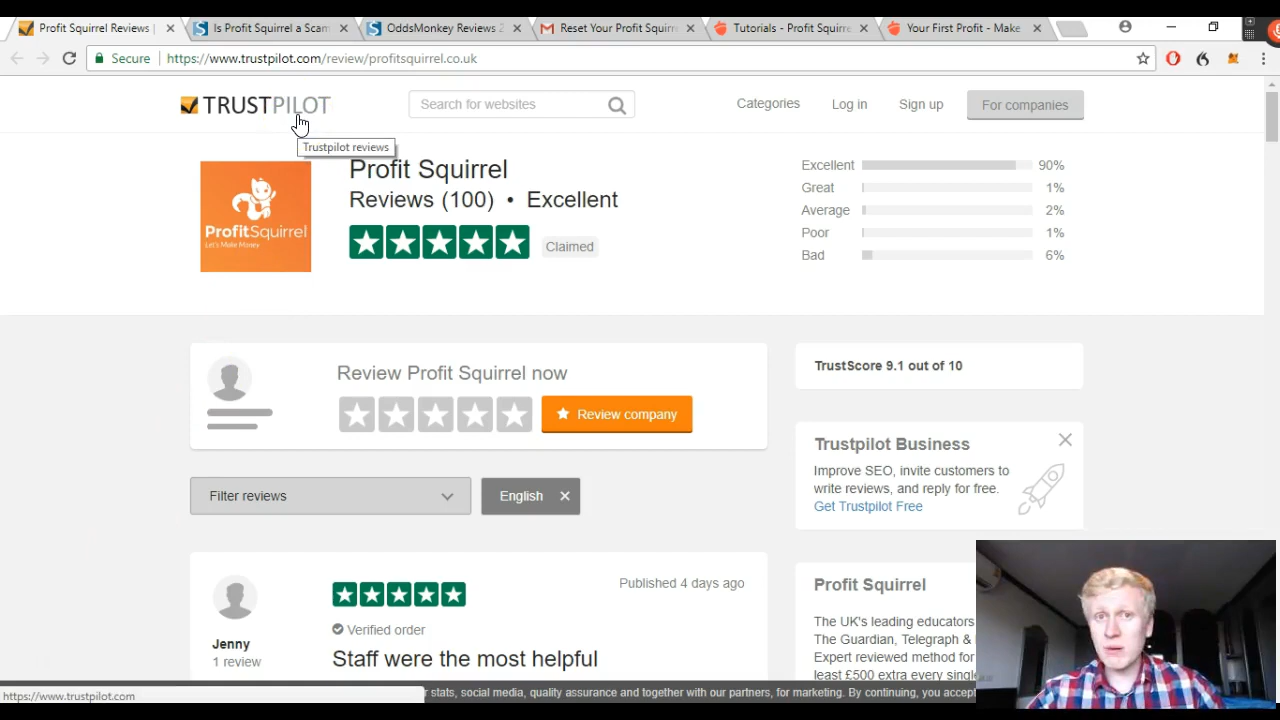 Profit Squirrel Reviews |
Is Profit Squirrel a Scam
OddsMonkey Reviews 2
Reset Your Profit Squirre
Tutorials - Profit Squirre
Your First Profit - Make
Secure
https://www.trustpilot.com/review/profitsquirrel.co.uk
TRUSTPILOT
Search for websites
Categories
Log in
Sign up
For companies
Trustpilot reviews
ProfitSquirrel
Let's Make Money
Profit Squirrel
Reviews (100) • Excellent
Claimed
Excellent 90%
Great 1%
Average 2%
Poor 1%
Bad 6%
Review Profit Squirrel now
Review company
TrustScore 9.1 out of 10
Trustpilot Business
Improve SEO, invite customers to
write reviews, and reply for free.
Get Trustpilot Free
Filter reviews
English
Jenny
1 review
Published 4 days ago
Verified order
Staff were the most helpful
Profit Squirrel
The UK's leading educators
The Guardian, Telegraph &
Expert reviewed method for
least £500 extra every single
https://www.trustpilot.com
r stats, social media, quality assurance and together with our partners, for marketing. By continuing, you accept